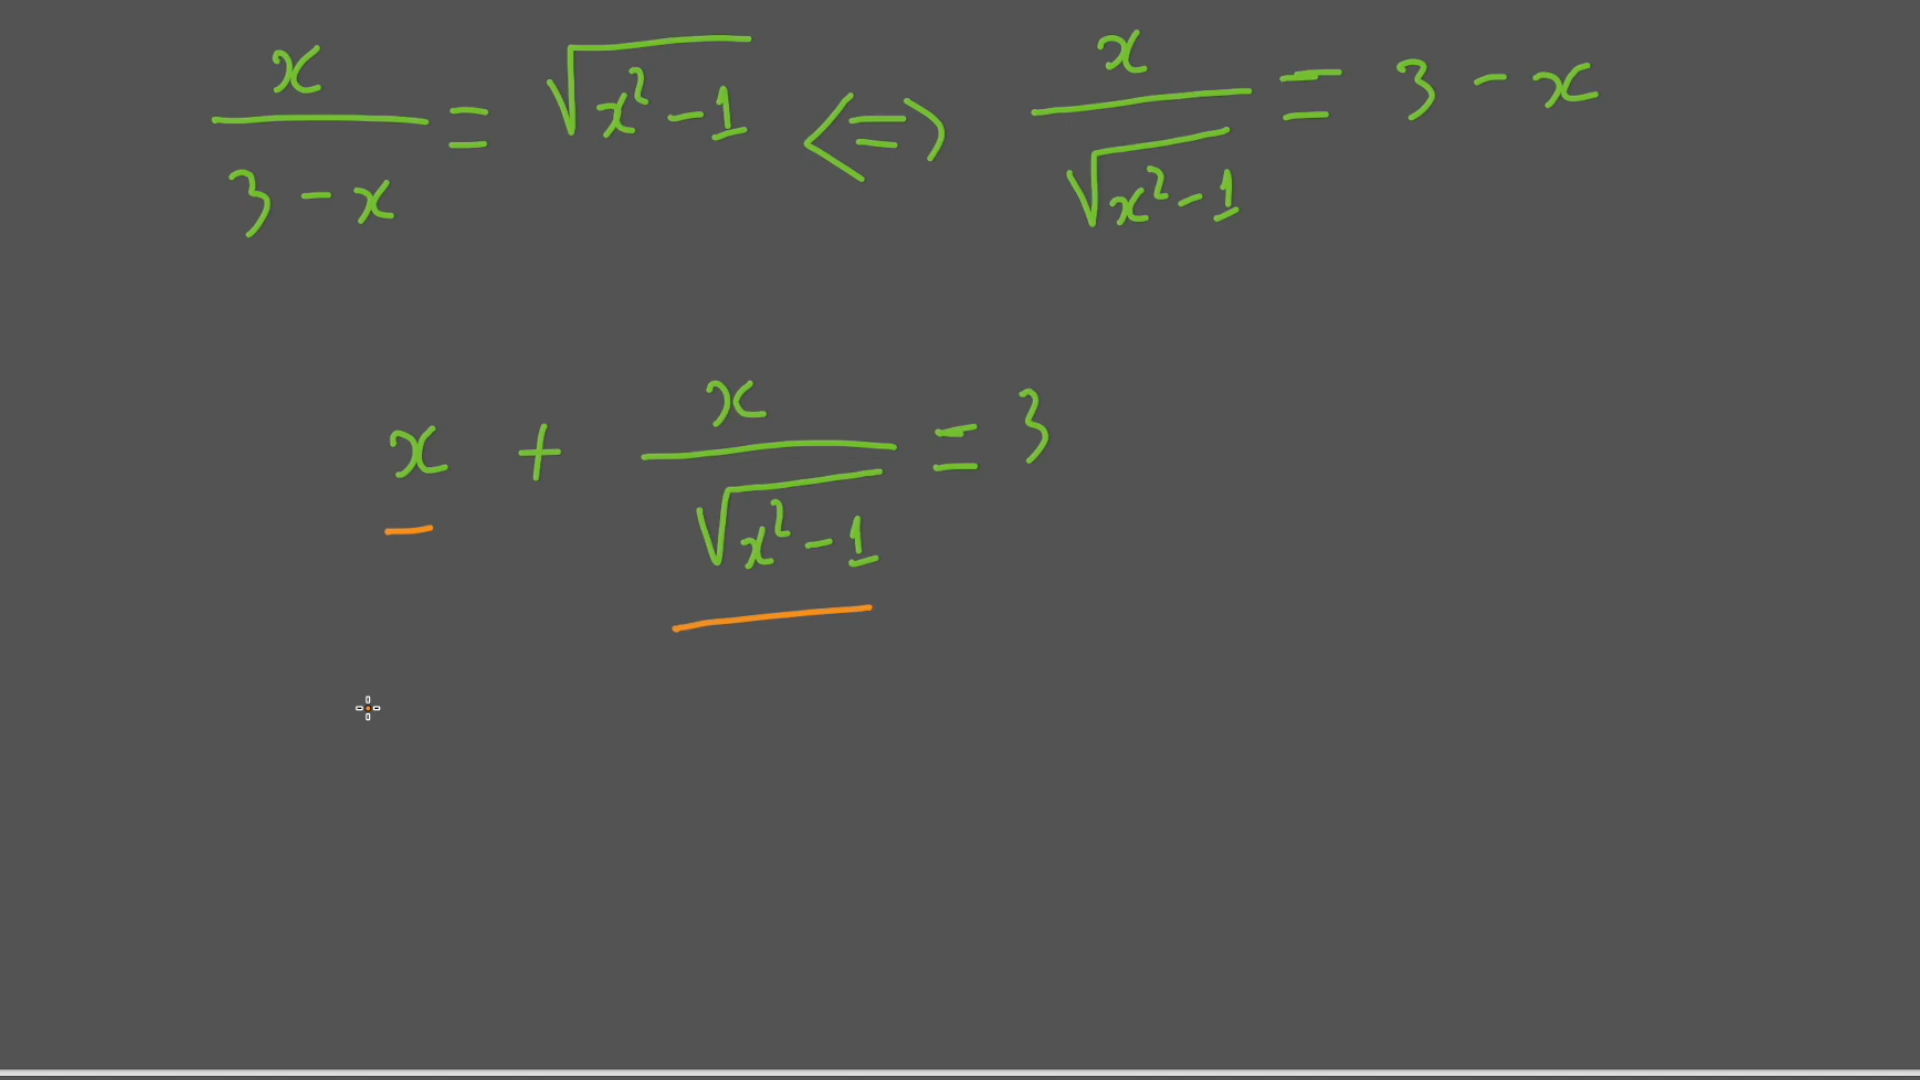 x/(3 - x) = √(x² - 1) <=> x/√(x² - 1) = 3 - x
x + x/√(x² - 1) = 3